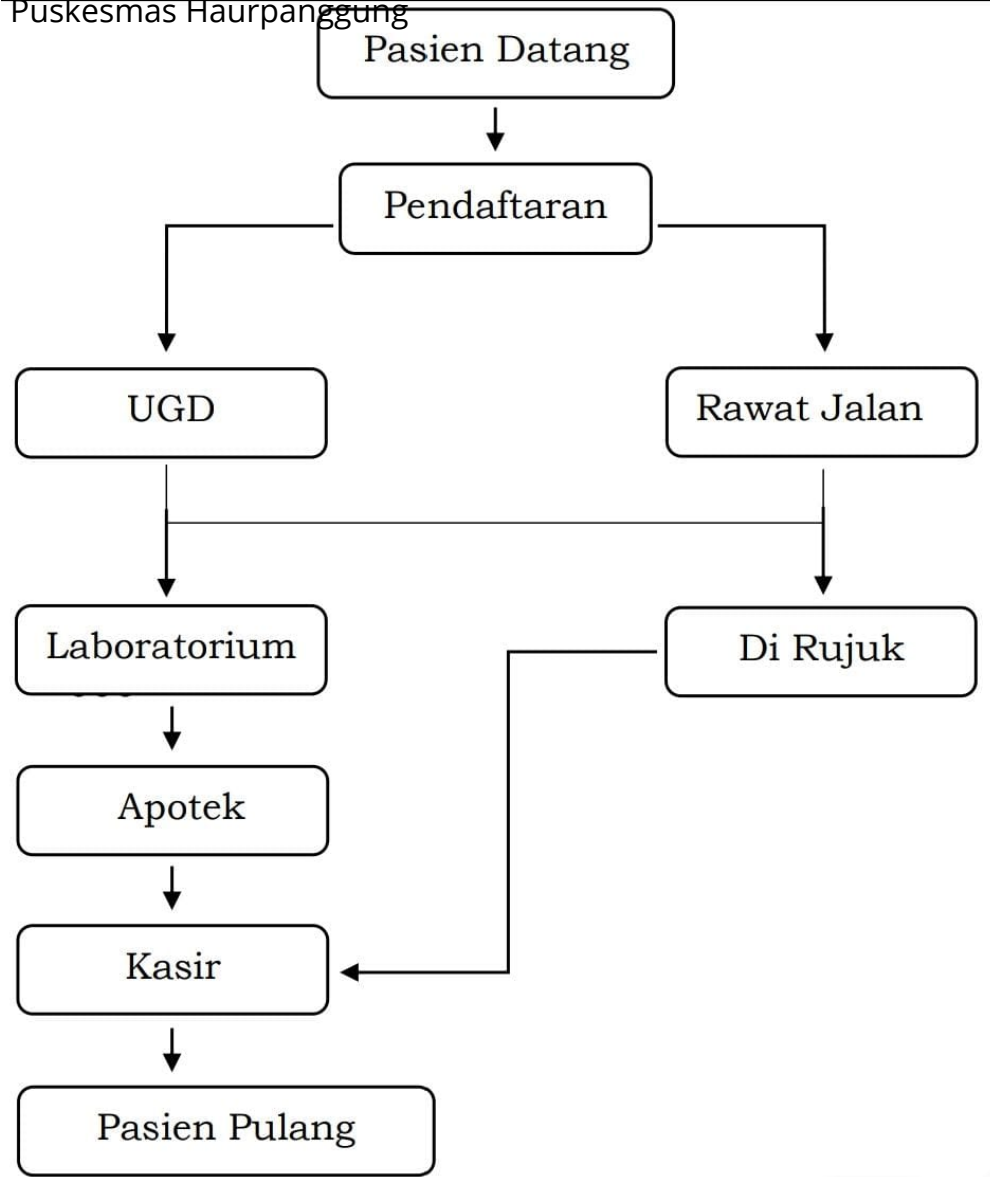 Puskesmas Haurpanggung
Pasien Datang
Pendaftaran
UGD
Rawat Jalan
Laboratorium
Di Rujuk
Apotek
Kasir
Pasien Pulang